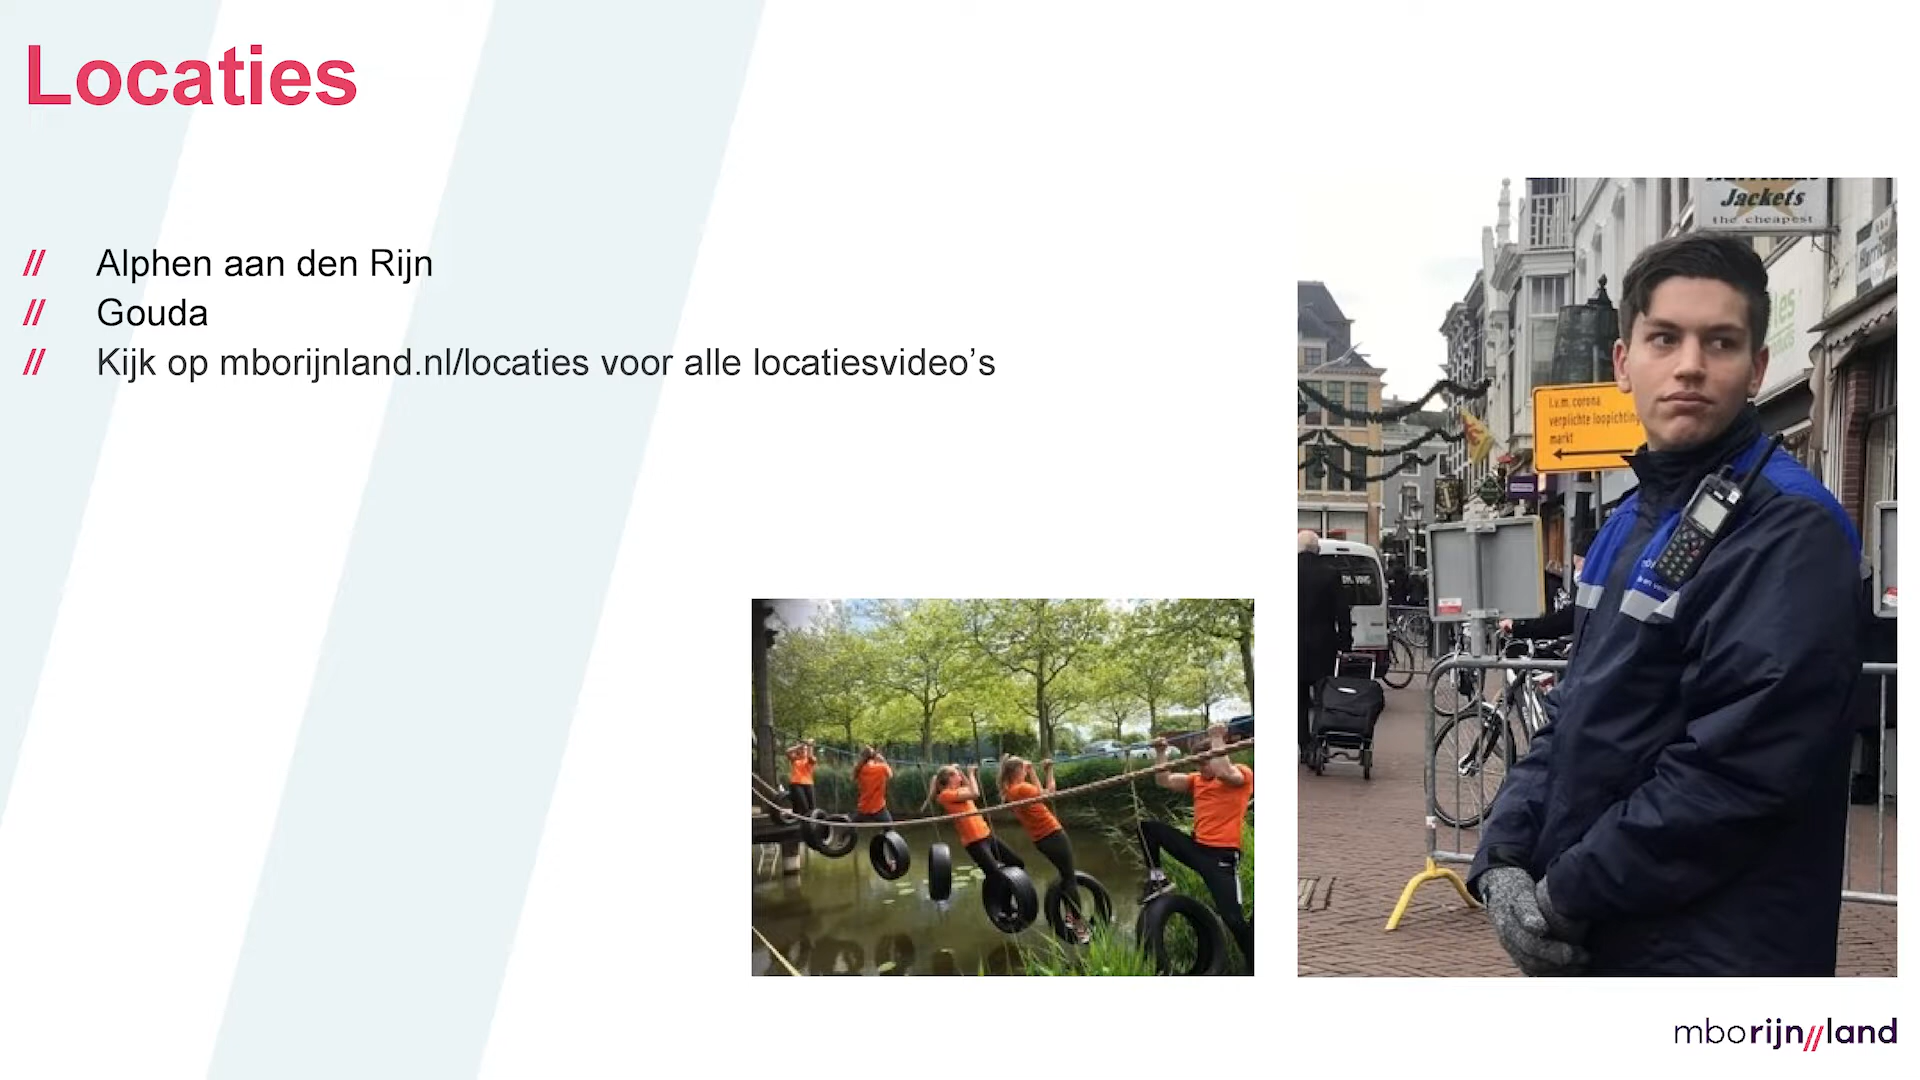 Locaties
// Alphen aan den Rijn
// Gouda
// Kijk op mborijnland.nl/locaties voor alle locatiesvideo’s
Jackets
the cheapest
i.v.m. corona
verplichte loopichting
markt
mborijn//land